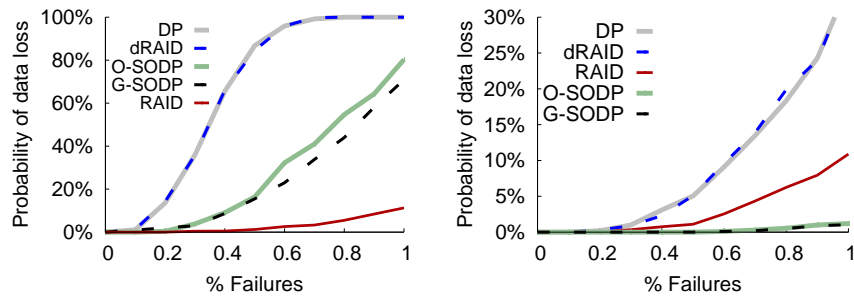 Probability of data loss
100%
80%
60%
40%
20%
0%
DP
dRAID
O-SODP
G-SODP
RAID
0 0.2 0.4 0.6 0.8 1
% Failures
Probability of data loss
30%
25%
20%
15%
10%
5%
0%
DP
dRAID
RAID
O-SODP
G-SODP
0 0.2 0.4 0.6 0.8 1
% Failures